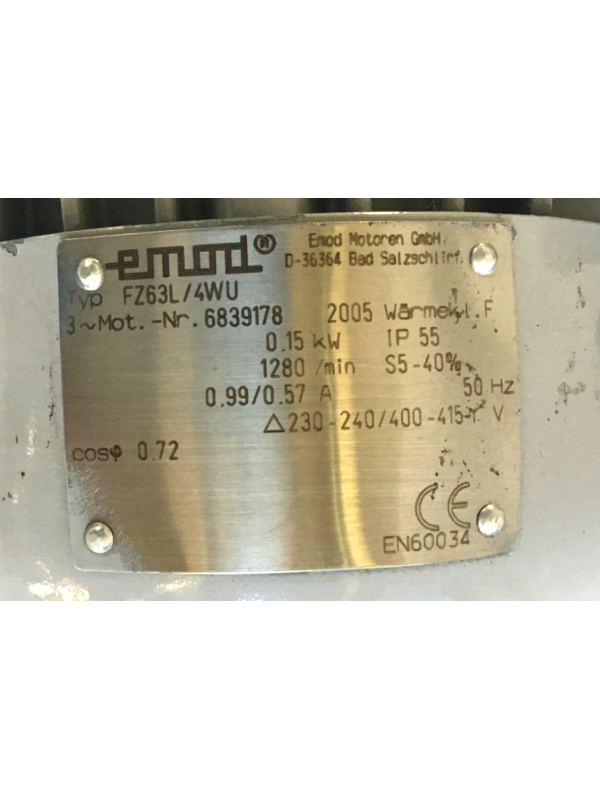 emod®
Emod Motoren GmbH
D-36364 Bad Salzschlirf.
Typ FZ63L/4WU
3~Mot.-Nr. 6839178 2005 Wärmekl. F
0.15 kW IP 55
1280 /min S5-40%
0.99/0.57 A 50 Hz
△ 230-240/400-415 Y V
cosφ 0.72
CE
EN60034